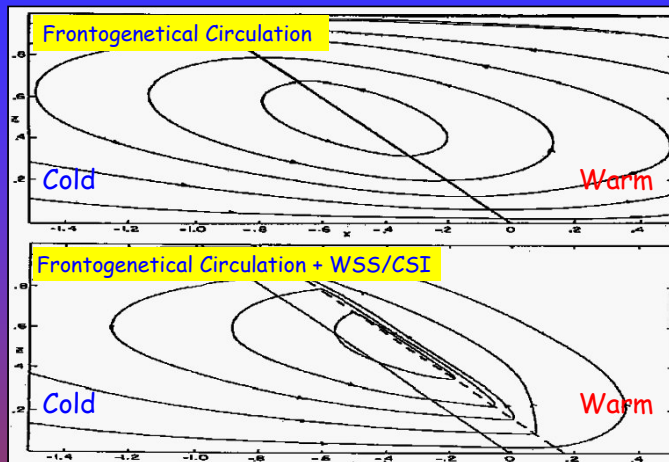 Frontogenetical Circulation
.8
.6
Z
.4
Cold
Warm
.2
-1.4 -1.2 -1.0 -.8 -.6 X -.4 -.2 0 .2 .4
Frontogenetical Circulation + WSS/CSI
.8
.6
Z
.4
Cold
Warm
.2
-1.4 -1.2 -1.0 -.8 -.6 -.4 -.2 0 .2 .4